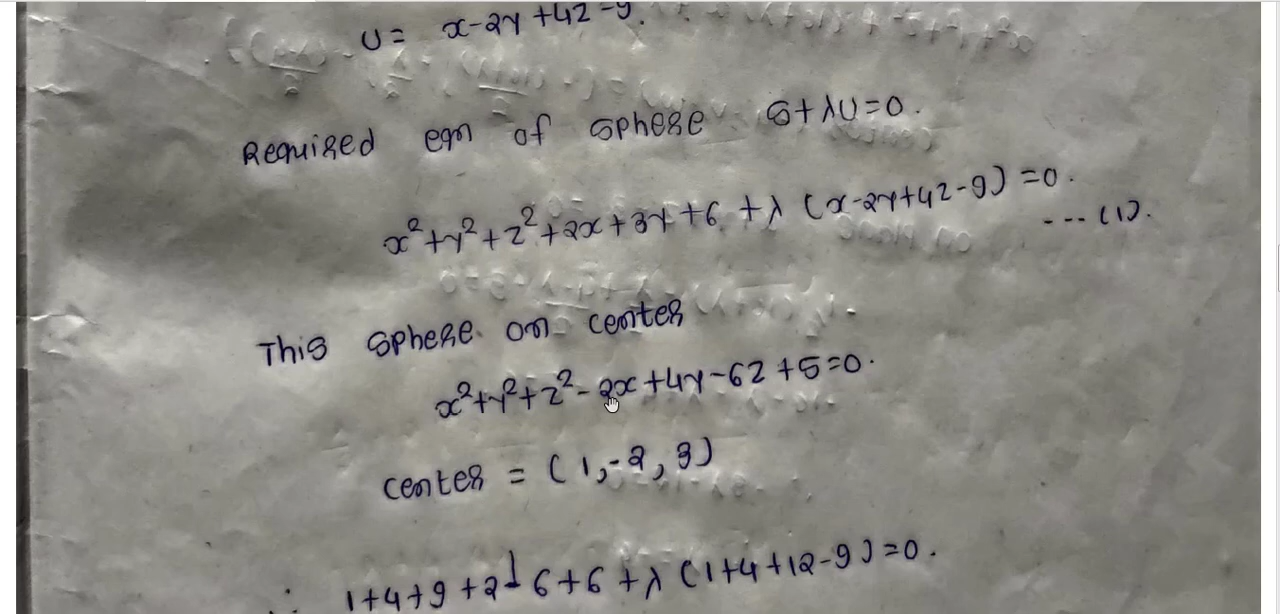 U = x-2y+4z-9.
Required eqn of sphere S+λU=0.
x²+y²+z²+2x+3y+6 +λ (x-2y+4z-9) =0.
--- (1).
This sphere on center
x²+y²+z²-2x+4y-6z+5=0.
center = (1,-2,3)
∴ 1+4+9+2-6+6+λ (1+4+12-9)=0.